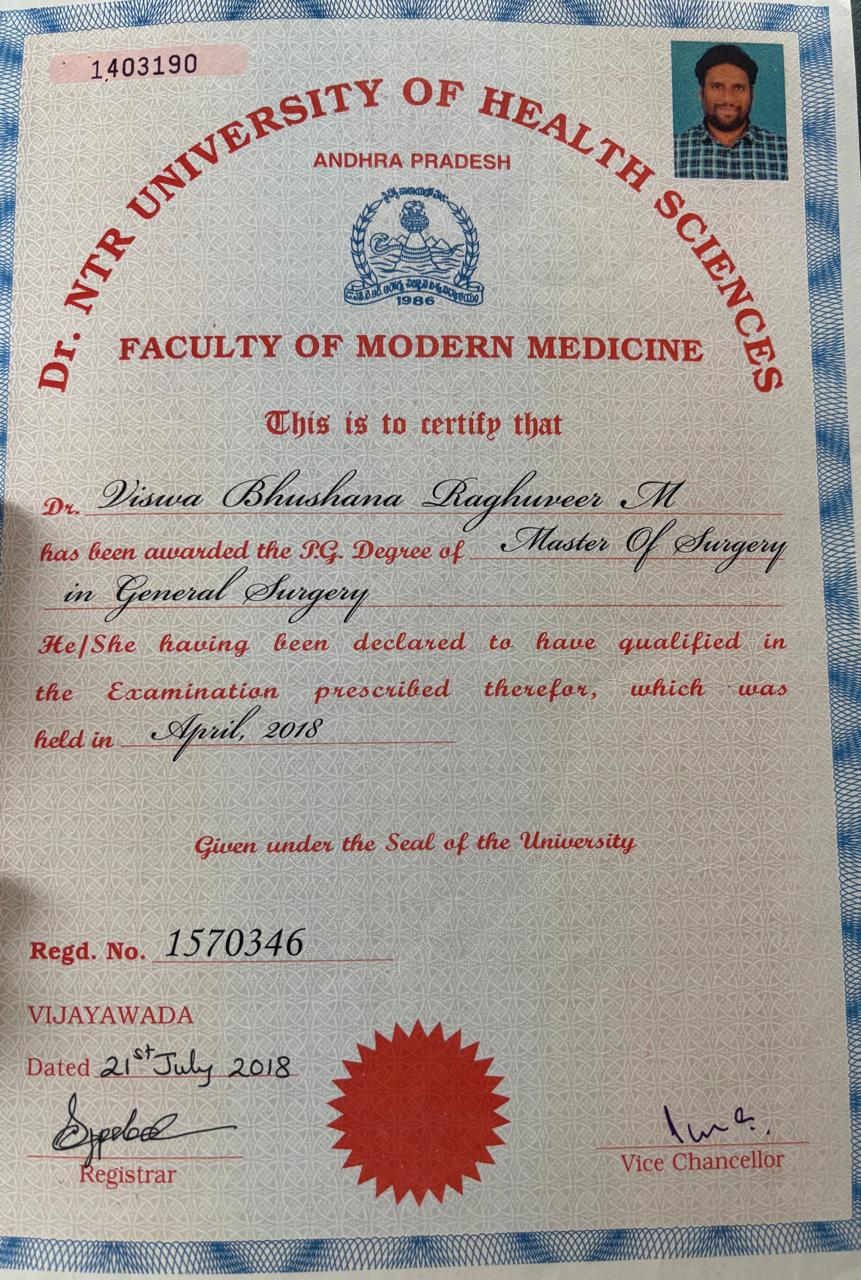 1403190
Dr. NTR UNIVERSITY OF HEALTH SCIENCES
ANDHRA PRADESH
1986
FACULTY OF MODERN MEDICINE
This is to certify that
Dr. Viswa Bhushana Raghuveer M
has been awarded the P.G. Degree of Master Of Surgery
in General Surgery
He/She having been declared to have qualified in
the Examination prescribed therefor, which was
held in April, 2018
Given under the Seal of the University
Regd. No. 1570346
VIJAYAWADA
Dated 21st July 2018
Registrar
Vice Chancellor